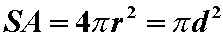 SA = 4πr² = πd²